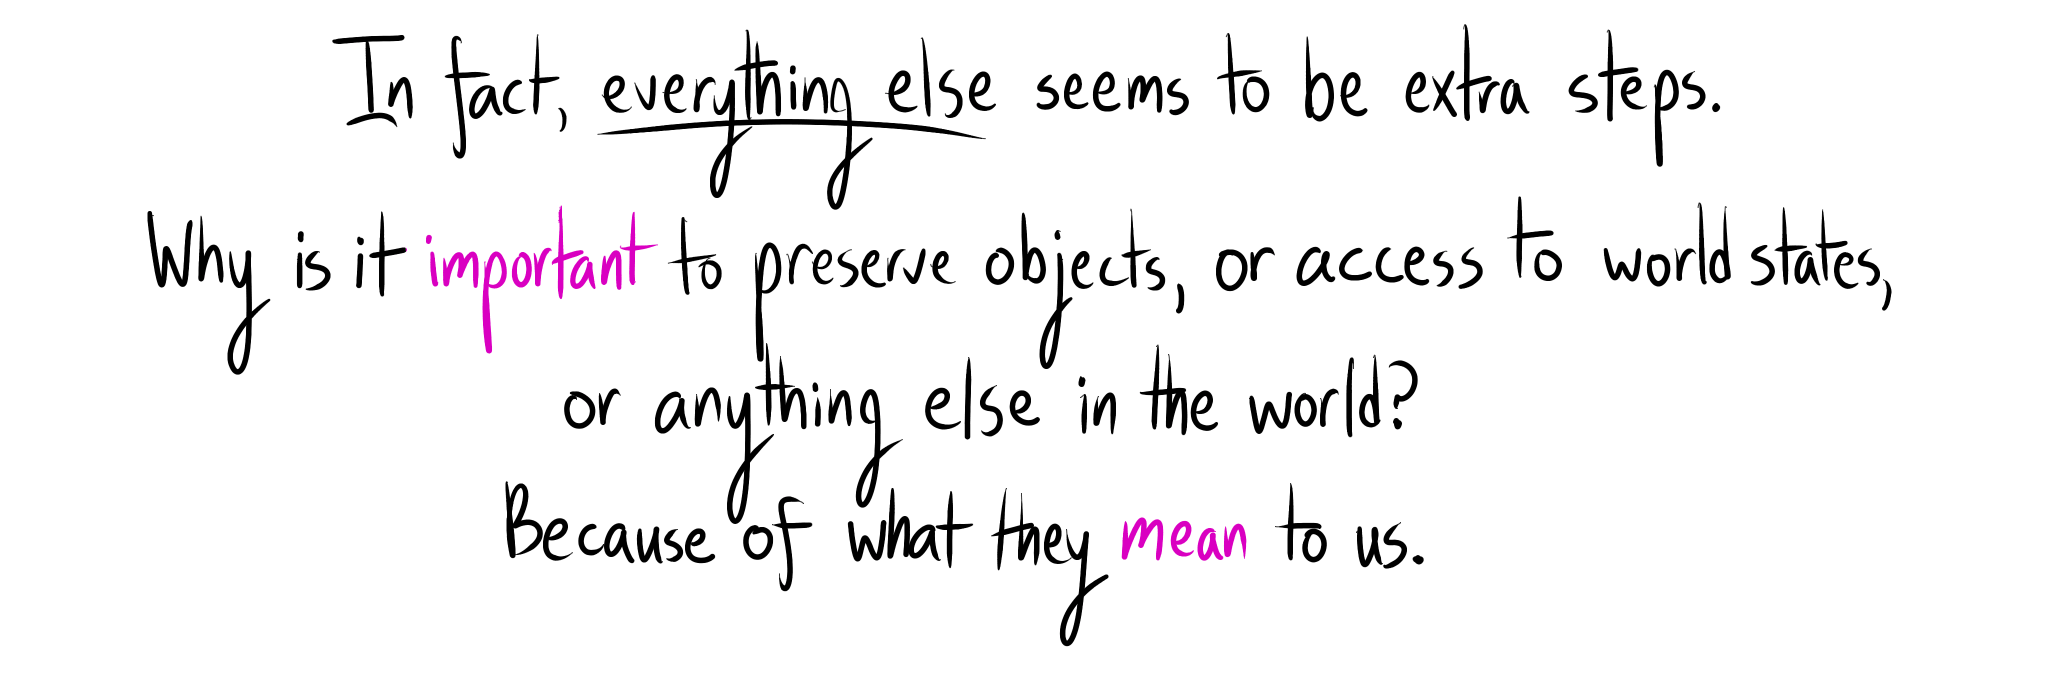 In fact, everything else seems to be extra steps.
Why is it important to preserve objects, or access to world states,
or anything else in the world?
Because of what they mean to us.